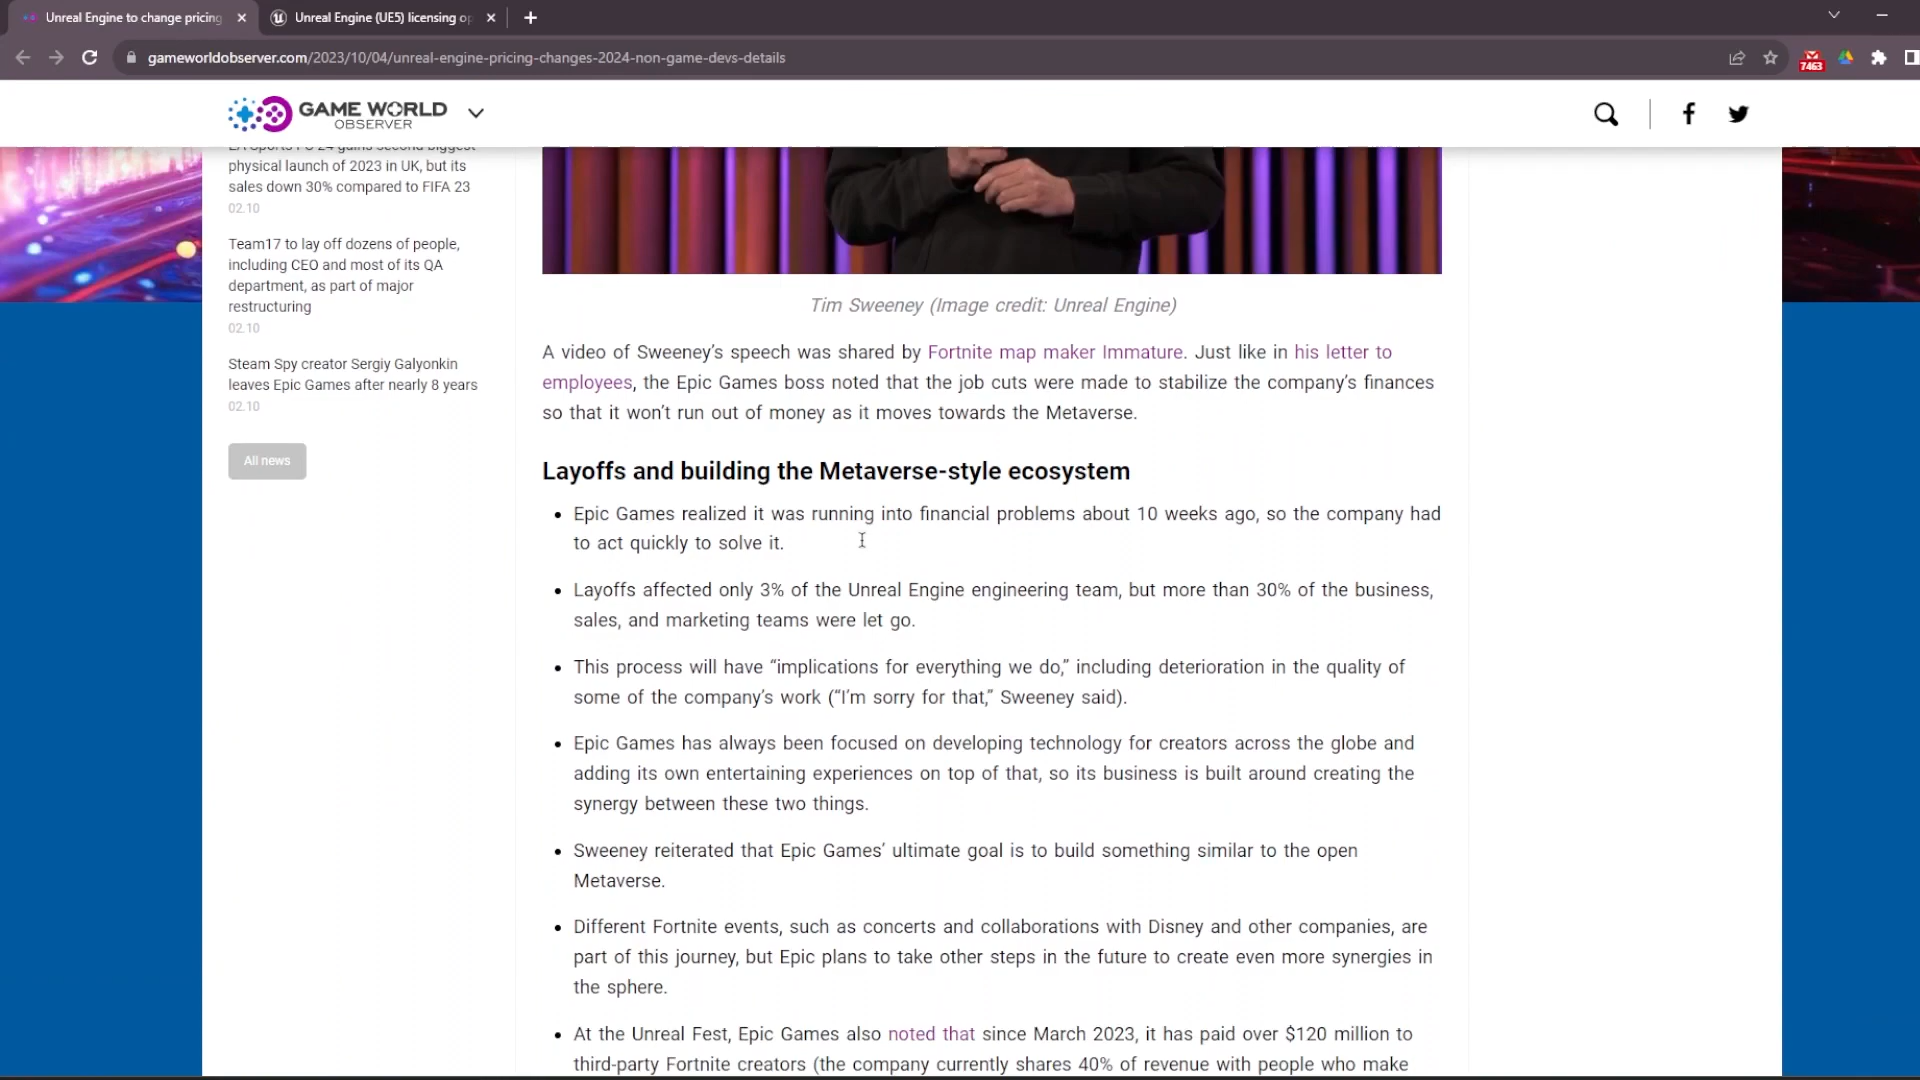 Unreal Engine to change pricing
Unreal Engine (UE5) licensing op
gameworldobserver.com/2023/10/04/unreal-engine-pricing-changes-2024-non-game-devs-details
7463
GAME WORLD
OBSERVER
EA Sports FC 24 gains second biggest
physical launch of 2023 in UK, but its
sales down 30% compared to FIFA 23
02.10
Team17 to lay off dozens of people,
including CEO and most of its QA
department, as part of major
restructuring
02.10
Steam Spy creator Sergiy Galyonkin
leaves Epic Games after nearly 8 years
02.10
All news
Tim Sweeney (Image credit: Unreal Engine)
A video of Sweeney’s speech was shared by Fortnite map maker Immature. Just like in his letter to
employees, the Epic Games boss noted that the job cuts were made to stabilize the company’s finances
so that it won’t run out of money as it moves towards the Metaverse.
Layoffs and building the Metaverse-style ecosystem
• Epic Games realized it was running into financial problems about 10 weeks ago, so the company had
to act quickly to solve it.
• Layoffs affected only 3% of the Unreal Engine engineering team, but more than 30% of the business,
sales, and marketing teams were let go.
• This process will have “implications for everything we do,” including deterioration in the quality of
some of the company’s work (“I’m sorry for that,” Sweeney said).
• Epic Games has always been focused on developing technology for creators across the globe and
adding its own entertaining experiences on top of that, so its business is built around creating the
synergy between these two things.
• Sweeney reiterated that Epic Games’ ultimate goal is to build something similar to the open
Metaverse.
• Different Fortnite events, such as concerts and collaborations with Disney and other companies, are
part of this journey, but Epic plans to take other steps in the future to create even more synergies in
the sphere.
• At the Unreal Fest, Epic Games also noted that since March 2023, it has paid over $120 million to
third-party Fortnite creators (the company currently shares 40% of revenue with people who make